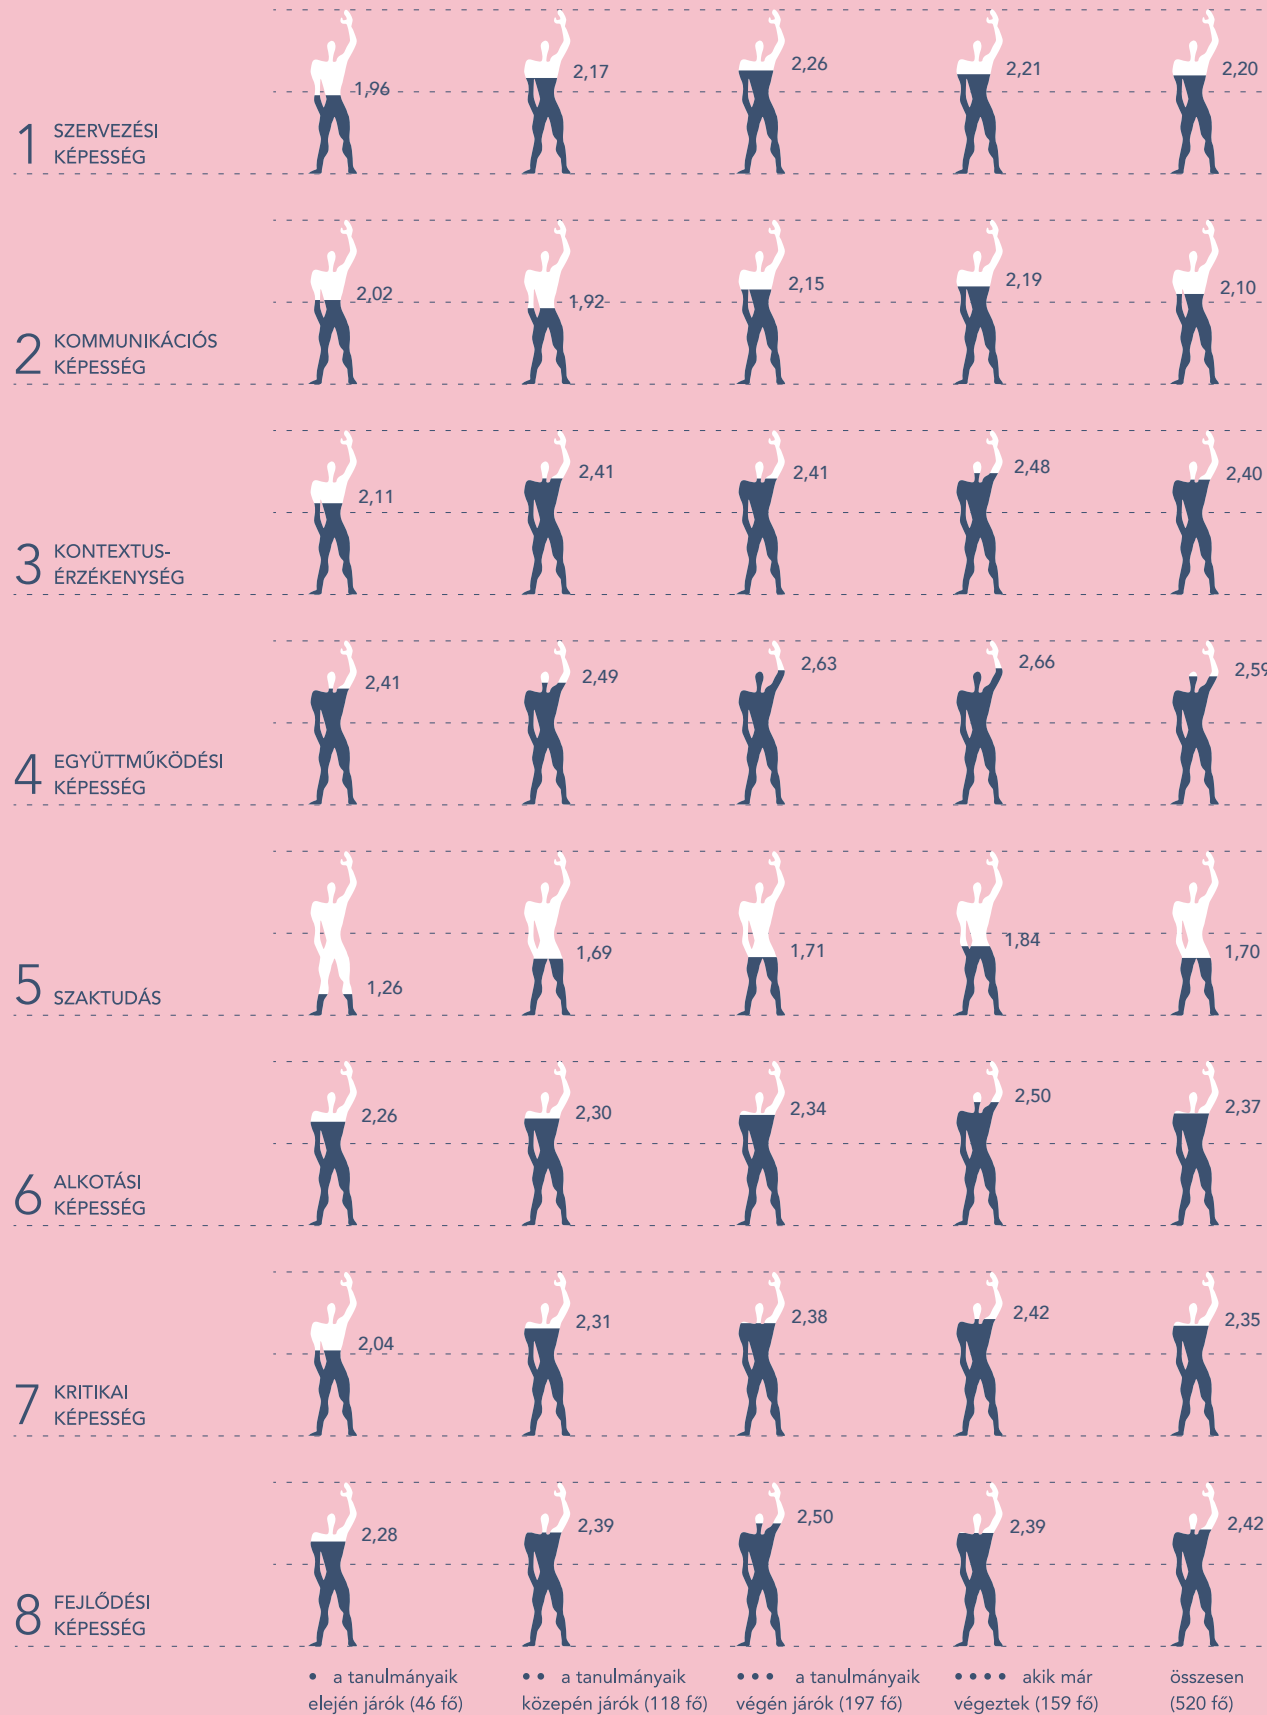 1,96
2,17
2,26
2,21
2,20
1 SZERVEZÉSI
KÉPESSÉG
2,02
1,92
2,15
2,19
2,10
2 KOMMUNIKÁCIÓS
KÉPESSÉG
2,11
2,41
2,41
2,48
2,40
3 KONTEXTUS-
ÉRZÉKENYSÉG
2,41
2,49
2,63
2,66
2,59
4 EGYÜTTMŰKÖDÉSI
KÉPESSÉG
1,26
1,69
1,71
1,84
1,70
5 SZAKTUDÁS
2,26
2,30
2,34
2,50
2,37
6 ALKOTÁSI
KÉPESSÉG
2,04
2,31
2,38
2,42
2,35
7 KRITIKAI
KÉPESSÉG
2,28
2,39
2,50
2,39
2,42
8 FEJLŐDÉSI
KÉPESSÉG
• a tanulmányaik
elején járók (46 fő)
•• a tanulmányaik
közepén járók (118 fő)
••• a tanulmányaik
végén járók (197 fő)
•••• akik már
végeztek (159 fő)
összesen
(520 fő)